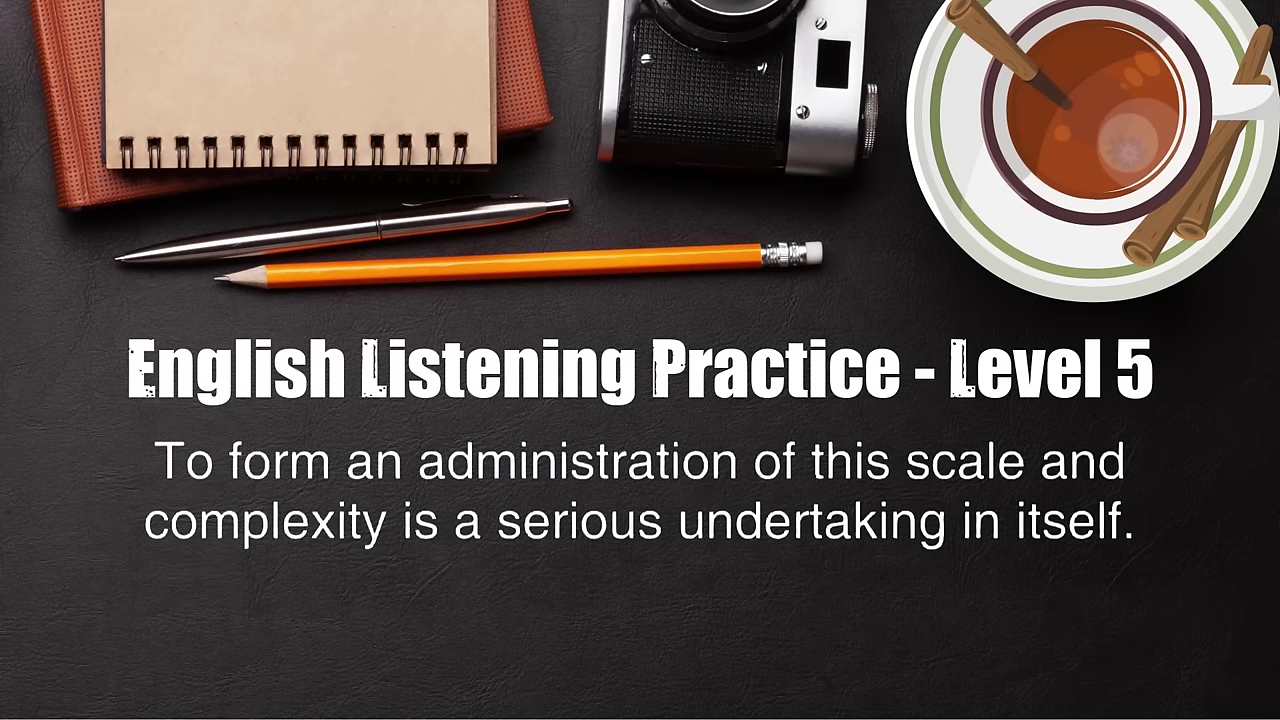 English Listening Practice - Level 5
To form an administration of this scale and
complexity is a serious undertaking in itself.